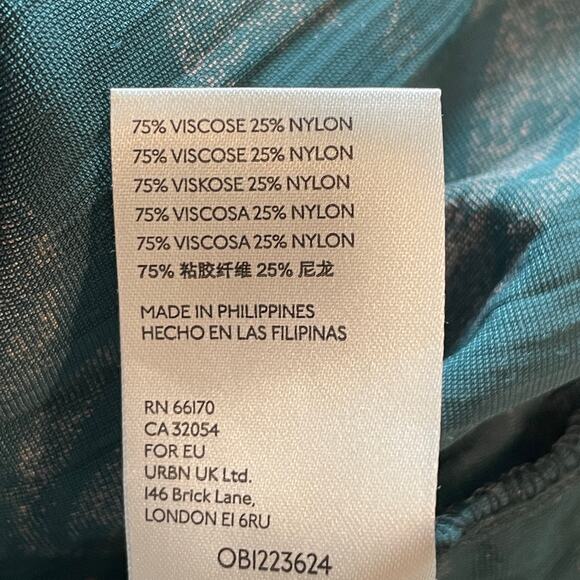 75% VISCOSE 25% NYLON
75% VISCOSE 25% NYLON
75% VISKOSE 25% NYLON
75% VISCOSA 25% NYLON
75% VISCOSA 25% NYLON
75% 粘胶纤维 25% 尼龙
MADE IN PHILIPPINES
HECHO EN LAS FILIPINAS
RN 66170
CA 32054
FOR EU
URBN UK Ltd.
146 Brick Lane,
LONDON E1 6RU
OB1223624